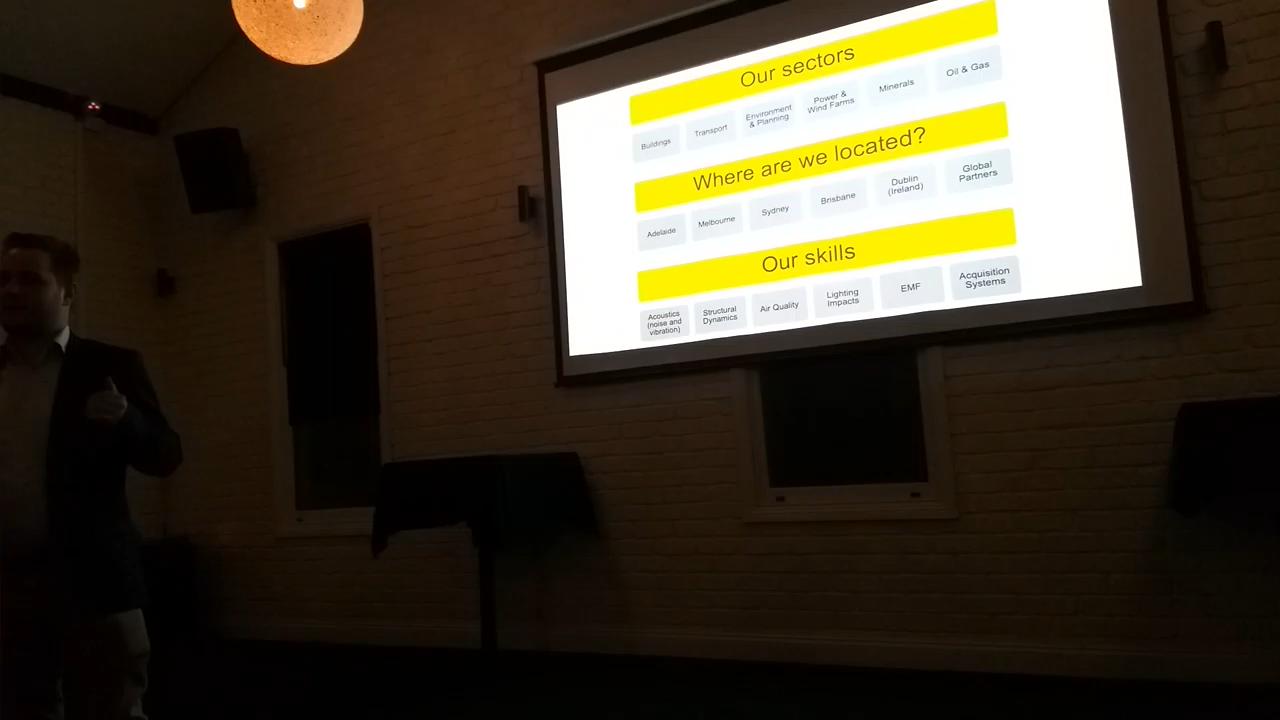 Our sectors
Buildings
Transport
Environment
& Planning
Power &
Wind Farms
Minerals
Oil & Gas
Where are we located?
Adelaide
Melbourne
Sydney
Brisbane
Dublin
(Ireland)
Global
Partners
Our skills
Acoustics
(noise and
vibration)
Structural
Dynamics
Air Quality
Lighting
Impacts
EMF
Acquisition
Systems